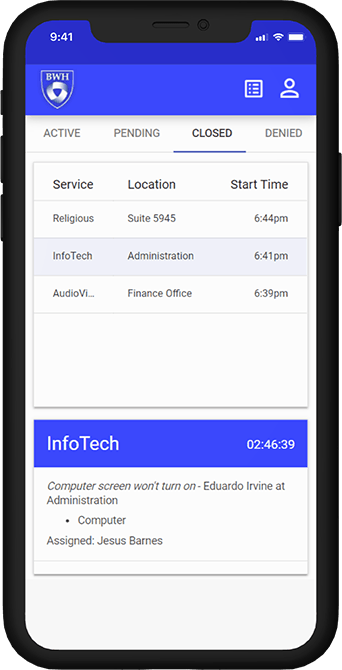 9:41
BWH
ACTIVE PENDING CLOSED DENIED
Service Location Start Time
Religious Suite 5945 6:44pm
InfoTech Administration 6:41pm
AudioVi... Finance Office 6:39pm
InfoTech 02:46:39
Computer screen won't turn on - Eduardo Irvine at
Administration
• Computer
Assigned: Jesus Barnes